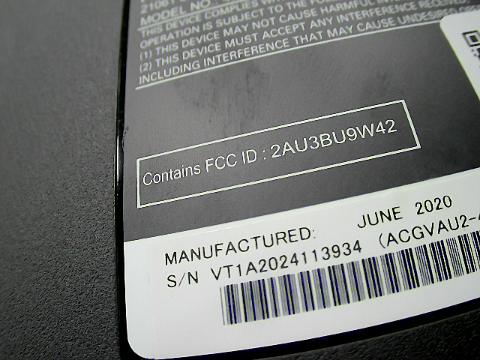 21061
MODEL NO.
THIS DEVICE COMPLIES
OPERATION IS SUBJECT TO THE
(1) THIS DEVICE MAY NOT CAUSE HARMFUL
(2) THIS DEVICE MUST ACCEPT ANY INTERFERENCE RECEIVED
INCLUDING INTERFERENCE THAT MAY CAUSE UNDESIRED
Contains FCC ID : 2AU3BU9W42
MANUFACTURED: JUNE 2020
S/N VT1A2024113934 (ACGVAU2-